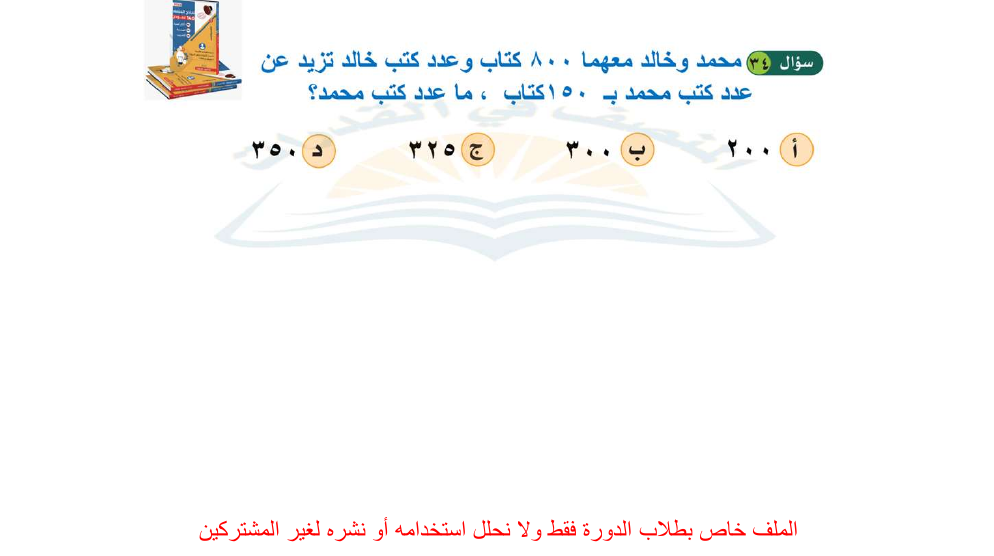 سؤال ٣٤ محمد وخالد معهما ٨٠٠ كتاب وعدد كتب خالد تزيد عن
عدد كتب محمد بـ ١٥٠كتاب ، ما عدد كتب محمد؟
أ ٢٠٠ ب ٣٠٠ ج ٣٢٥ د ٣٥٠
الملف خاص بطلاب الدورة فقط ولا نحلل استخدامه أو نشره لغير المشتركين